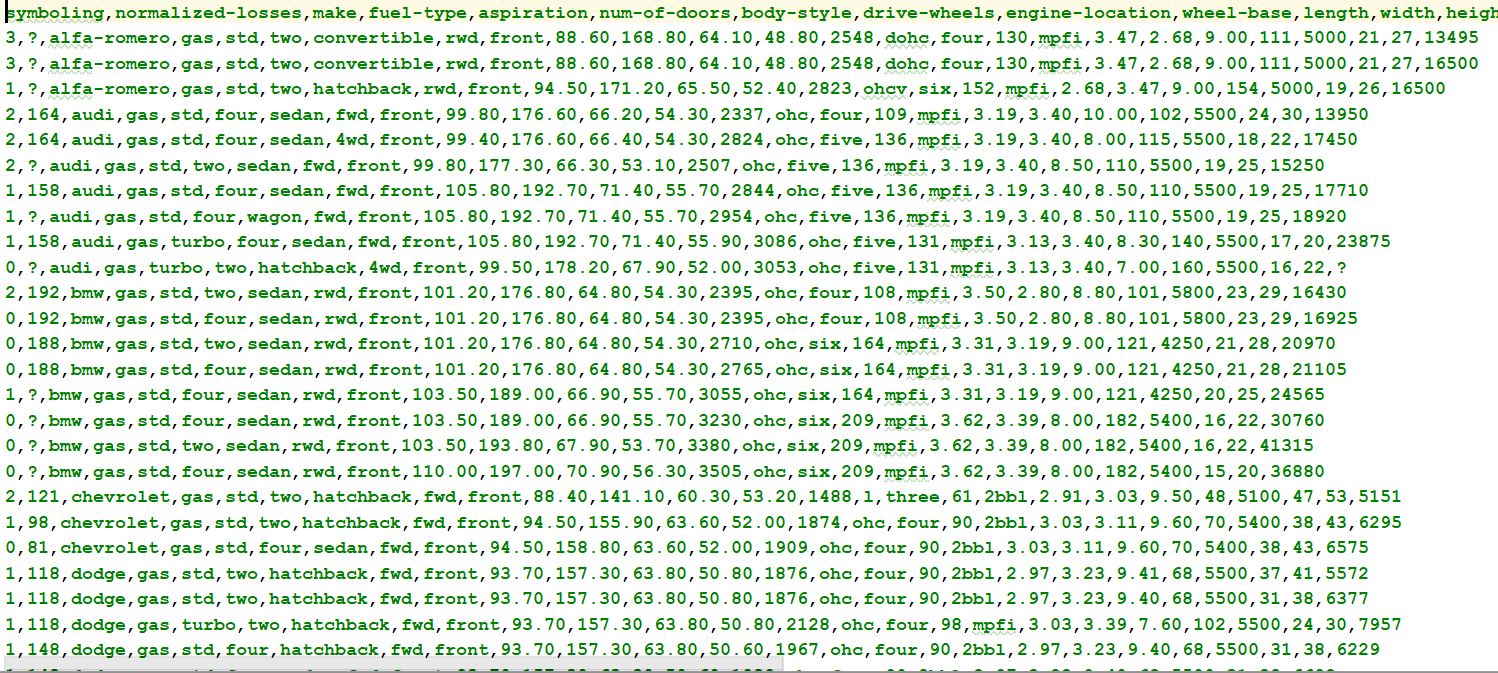 symboling,normalized-losses,make,fuel-type,aspiration,num-of-doors,body-style,drive-wheels,engine-location,wheel-base,length,width,heigh
3,?,alfa-romero,gas,std,two,convertible,rwd,front,88.60,168.80,64.10,48.80,2548,dohc,four,130,mpfi,3.47,2.68,9.00,111,5000,21,27,13495
3,?,alfa-romero,gas,std,two,convertible,rwd,front,88.60,168.80,64.10,48.80,2548,dohc,four,130,mpfi,3.47,2.68,9.00,111,5000,21,27,16500
1,?,alfa-romero,gas,std,two,hatchback,rwd,front,94.50,171.20,65.50,52.40,2823,ohcv,six,152,mpfi,2.68,3.47,9.00,154,5000,19,26,16500
2,164,audi,gas,std,four,sedan,fwd,front,99.80,176.60,66.20,54.30,2337,ohc,four,109,mpfi,3.19,3.40,10.00,102,5500,24,30,13950
2,164,audi,gas,std,four,sedan,4wd,front,99.40,176.60,66.40,54.30,2824,ohc,five,136,mpfi,3.19,3.40,8.00,115,5500,18,22,17450
2,?,audi,gas,std,two,sedan,fwd,front,99.80,177.30,66.30,53.10,2507,ohc,five,136,mpfi,3.19,3.40,8.50,110,5500,19,25,15250
1,158,audi,gas,std,four,sedan,fwd,front,105.80,192.70,71.40,55.70,2844,ohc,five,136,mpfi,3.19,3.40,8.50,110,5500,19,25,17710
1,?,audi,gas,std,four,wagon,fwd,front,105.80,192.70,71.40,55.70,2954,ohc,five,136,mpfi,3.19,3.40,8.50,110,5500,19,25,18920
1,158,audi,gas,turbo,four,sedan,fwd,front,105.80,192.70,71.40,55.90,3086,ohc,five,131,mpfi,3.13,3.40,8.30,140,5500,17,20,23875
0,?,audi,gas,turbo,two,hatchback,4wd,front,99.50,178.20,67.90,52.00,3053,ohc,five,131,mpfi,3.13,3.40,7.00,160,5500,16,22,?
2,192,bmw,gas,std,two,sedan,rwd,front,101.20,176.80,64.80,54.30,2395,ohc,four,108,mpfi,3.50,2.80,8.80,101,5800,23,29,16430
0,192,bmw,gas,std,four,sedan,rwd,front,101.20,176.80,64.80,54.30,2395,ohc,four,108,mpfi,3.50,2.80,8.80,101,5800,23,29,16925
0,188,bmw,gas,std,two,sedan,rwd,front,101.20,176.80,64.80,54.30,2710,ohc,six,164,mpfi,3.31,3.19,9.00,121,4250,21,28,20970
0,188,bmw,gas,std,four,sedan,rwd,front,101.20,176.80,64.80,54.30,2765,ohc,six,164,mpfi,3.31,3.19,9.00,121,4250,21,28,21105
1,?,bmw,gas,std,four,sedan,rwd,front,103.50,189.00,66.90,55.70,3055,ohc,six,164,mpfi,3.31,3.19,9.00,121,4250,20,25,24565
0,?,bmw,gas,std,four,sedan,rwd,front,103.50,189.00,66.90,55.70,3230,ohc,six,209,mpfi,3.62,3.39,8.00,182,5400,16,22,30760
0,?,bmw,gas,std,two,sedan,rwd,front,103.50,193.80,67.90,53.70,3380,ohc,six,209,mpfi,3.62,3.39,8.00,182,5400,16,22,41315
0,?,bmw,gas,std,four,sedan,rwd,front,110.00,197.00,70.90,56.30,3505,ohc,six,209,mpfi,3.62,3.39,8.00,182,5400,15,20,36880
2,121,chevrolet,gas,std,two,hatchback,fwd,front,88.40,141.10,60.30,53.20,1488,l,three,61,2bbl,2.91,3.03,9.50,48,5100,47,53,5151
1,98,chevrolet,gas,std,two,hatchback,fwd,front,94.50,155.90,63.60,52.00,1874,ohc,four,90,2bbl,3.03,3.11,9.60,70,5400,38,43,6295
0,81,chevrolet,gas,std,four,sedan,fwd,front,94.50,158.80,63.60,52.00,1909,ohc,four,90,2bbl,3.03,3.11,9.60,70,5400,38,43,6575
1,118,dodge,gas,std,two,hatchback,fwd,front,93.70,157.30,63.80,50.80,1876,ohc,four,90,2bbl,2.97,3.23,9.41,68,5500,37,41,5572
1,118,dodge,gas,std,two,hatchback,fwd,front,93.70,157.30,63.80,50.80,1876,ohc,four,90,2bbl,2.97,3.23,9.40,68,5500,31,38,6377
1,118,dodge,gas,turbo,two,hatchback,fwd,front,93.70,157.30,63.80,50.80,2128,ohc,four,98,mpfi,3.03,3.39,7.60,102,5500,24,30,7957
1,148,dodge,gas,std,four,hatchback,fwd,front,93.70,157.30,63.80,50.60,1967,ohc,four,90,2bbl,2.97,3.23,9.40,68,5500,31,38,6229